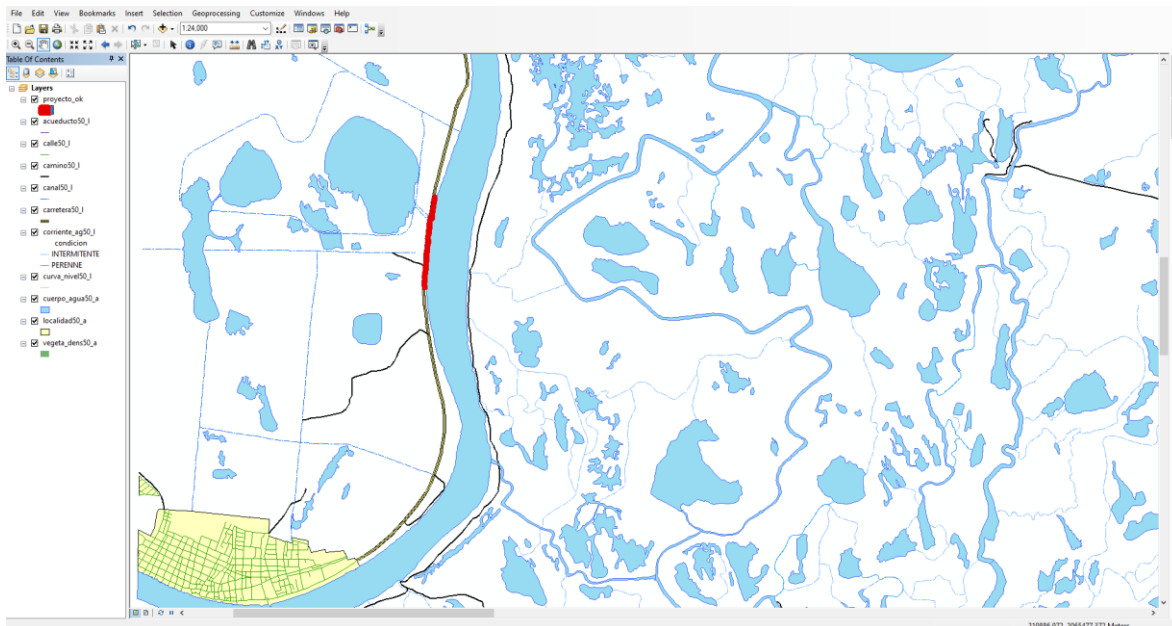 File Edit View Bookmarks Insert Selection Geoprocessing Customize Windows Help
1:24,000
Table Of Contents
Layers
proyecto_ok
acueducto50_l
calle50_l
camino50_l
canal50_l
carretera50_l
corriente_ag50_l
condicion
INTERMITENTE
PERENNE
curva_nivel50_l
cuerpo_agua50_a
localidad50_a
vegeta_dens50_a